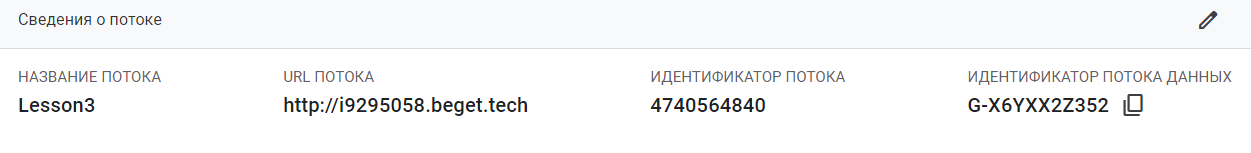 Сведения о потоке
НАЗВАНИЕ ПОТОКА
Lesson3
URL ПОТОКА
http://i9295058.beget.tech
ИДЕНТИФИКАТОР ПОТОКА
4740564840
ИДЕНТИФИКАТОР ПОТОКА ДАННЫХ
G-X6YXX2Z352